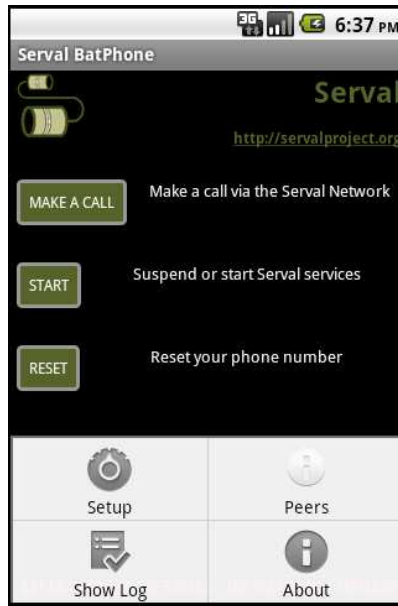 3G 6:37 PM
Serval BatPhone
Serval
http://servalproject.org
MAKE A CALL Make a call via the Serval Network
START Suspend or start Serval services
RESET Reset your phone number
Setup Peers
Show Log About